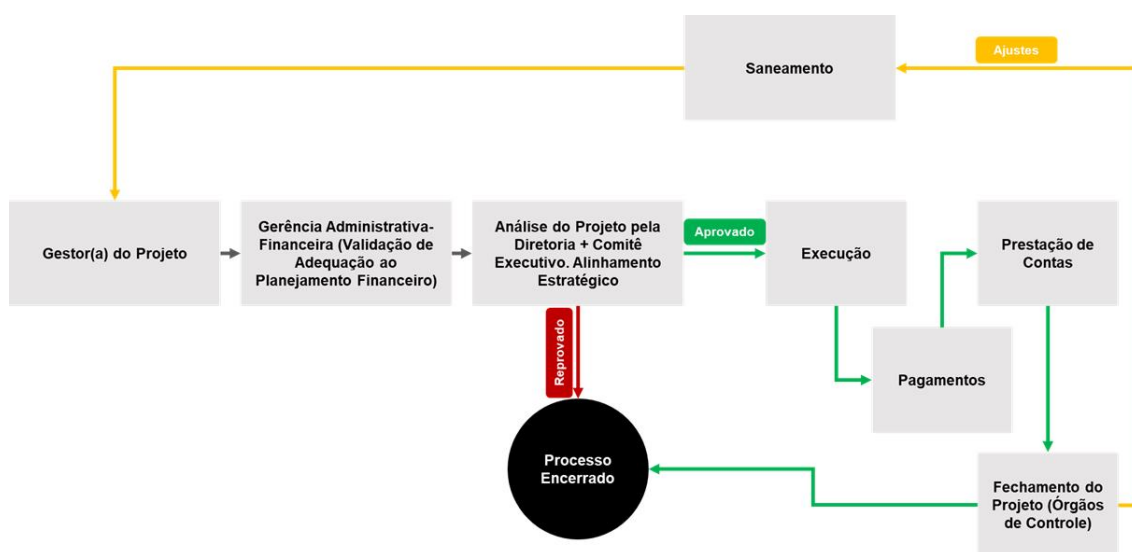 Ajustes
Saneamento
Gestor(a) do Projeto
Gerência Administrativa-
Financeira (Validação de
Adequação ao
Planejamento Financeiro)
Análise do Projeto pela
Diretoria + Comitê
Executivo. Alinhamento
Estratégico
Aprovado
Execução
Prestação de
Contas
Reprovado
Pagamentos
Processo
Encerrado
Fechamento do
Projeto (Órgãos
de Controle)